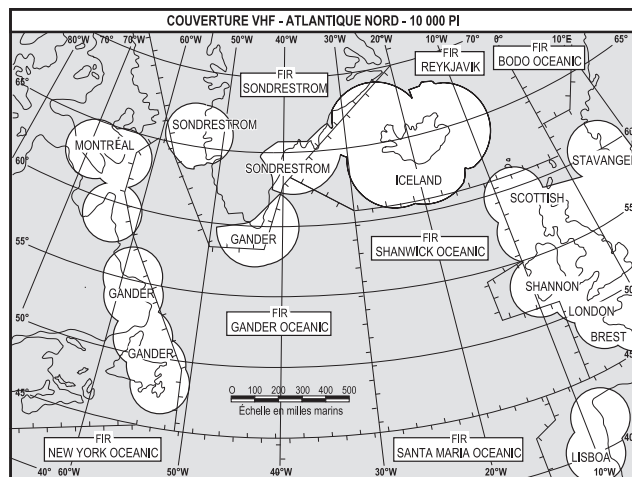 COUVERTURE VHF - ATLANTIQUE NORD - 10 000 PI
80°W 70°W 60°W 50°W 40°W 30°W 20°W 10°W 0° 10°E 65°
FIR
SONDRESTROM
FIR
REYKJAVIK
FIR
BODO OCEANIC
65°
SONDRESTROM
MONTRÉAL
STAVANGER
60°
60°
SONDRESTROM
ICELAND
SCOTTISH
55°
GANDER
FIR
SHANWICK OCEANIC
55°
SHANNON
50°
GANDER
FIR
GANDER OCEANIC
LONDON
50°
BREST
GANDER
45°
0 100 200 300 400 500
Échelle en milles marins
45°
FIR
NEW YORK OCEANIC
FIR
SANTA MARIA OCEANIC
LISBOA
40° 60°W 50°W 40°W 30°W 20°W 10°W